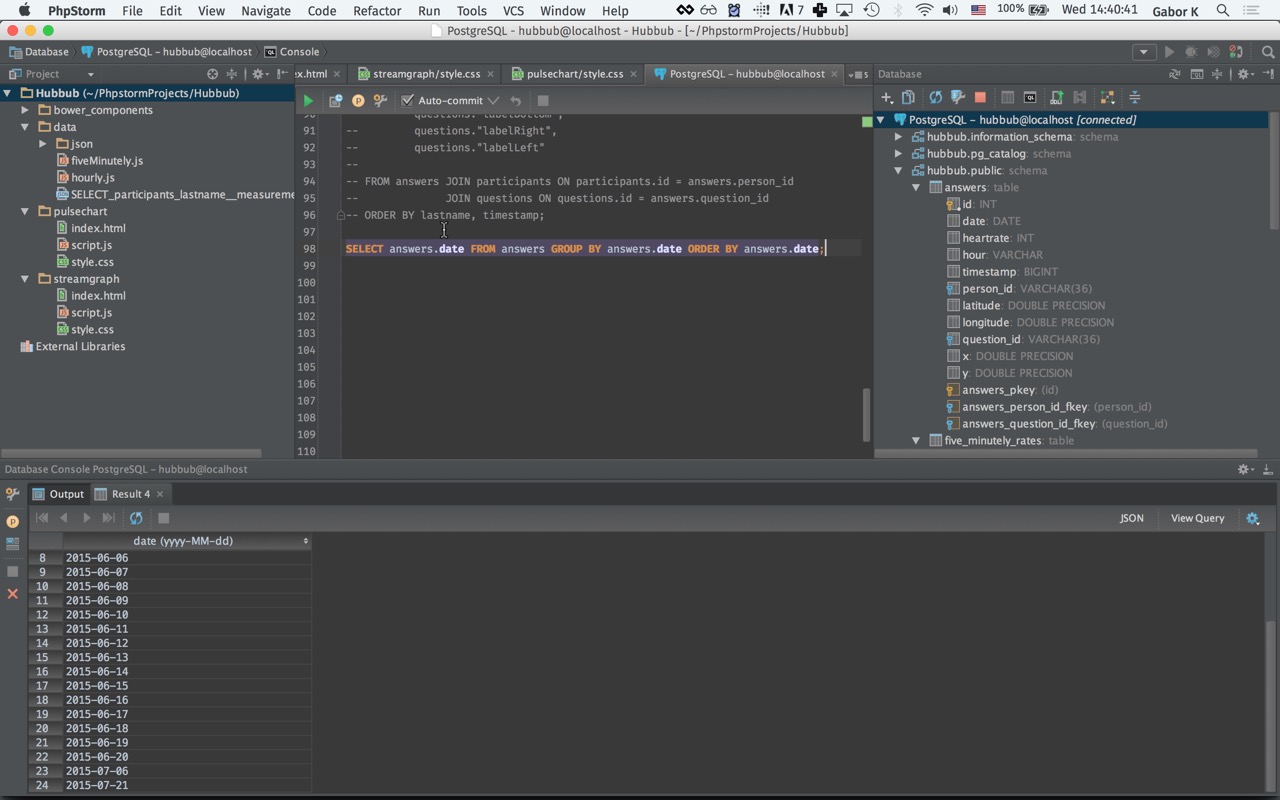 PhpStorm File Edit View Navigate Code Refactor Run Tools VCS Window Help 7 100% Wed 14:40:41 Gabor K
PostgreSQL - hubbub@localhost - Hubbub - [~/PhpstormProjects/Hubbub]
Database PostgreSQL - hubbub@localhost Console
Project
ex.html streamgraph/style.css pulsechart/style.css PostgreSQL - hubbub@localhost 5
Database
Auto-commit
Hubbub (~/PhpstormProjects/Hubbub)
bower_components
data
json
fiveMinutely.js
hourly.js
SELECT_participants_lastname__measureme
pulsechart
index.html
script.js
style.css
streamgraph
index.html
script.js
style.css
External Libraries
90 questions."labelBottom",
91 -- questions."labelRight",
92 -- questions."labelLeft"
93 --
94 -- FROM answers JOIN participants ON participants.id = answers.person_id
95 -- JOIN questions ON questions.id = answers.question_id
96 -- ORDER BY lastname, timestamp;
97
98 SELECT answers.date FROM answers GROUP BY answers.date ORDER BY answers.date;
99
100
101
102
103
104
105
106
107
108
109
110
PostgreSQL - hubbub@localhost [connected]
hubbub.information_schema: schema
hubbub.pg_catalog: schema
hubbub.public: schema
answers: table
id: INT
date: DATE
heartrate: INT
hour: VARCHAR
timestamp: BIGINT
person_id: VARCHAR(36)
latitude: DOUBLE PRECISION
longitude: DOUBLE PRECISION
question_id: VARCHAR(36)
x: DOUBLE PRECISION
y: DOUBLE PRECISION
answers_pkey: (id)
answers_person_id_fkey: (person_id)
answers_question_id_fkey: (question_id)
five_minutely_rates: table
Database Console PostgreSQL - hubbub@localhost
Output Result 4
JSON View Query
date (yyyy-MM-dd)
8 2015-06-06
9 2015-06-07
10 2015-06-08
11 2015-06-09
12 2015-06-10
13 2015-06-11
14 2015-06-12
15 2015-06-13
16 2015-06-14
17 2015-06-15
18 2015-06-16
19 2015-06-17
20 2015-06-18
21 2015-06-19
22 2015-06-20
23 2015-07-06
24 2015-07-21